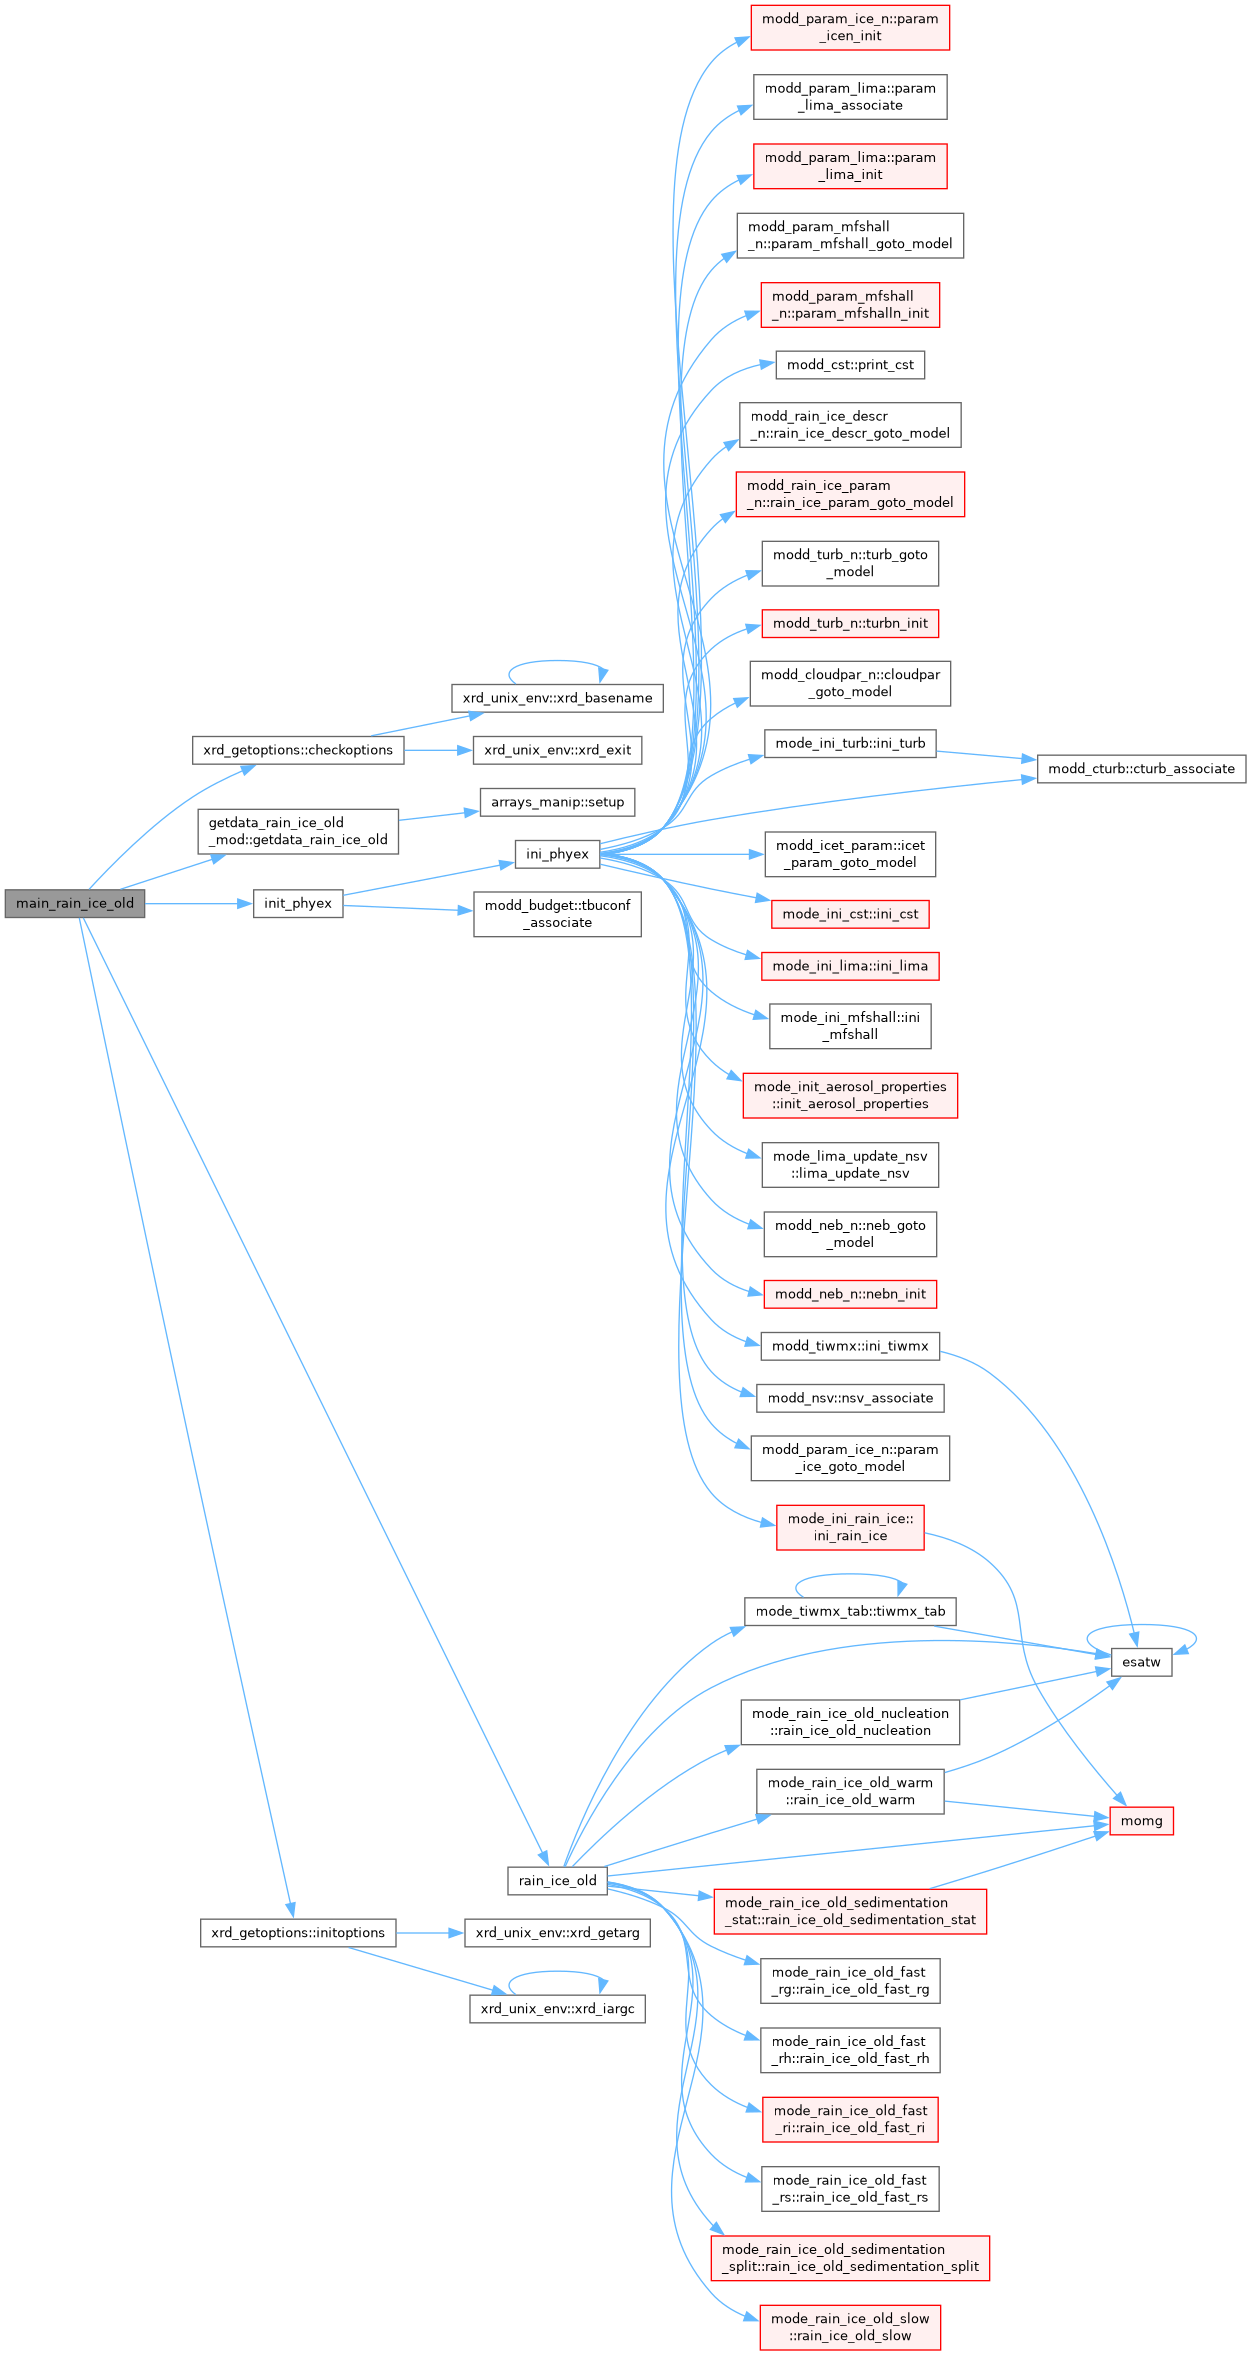 modd_param_ice_n::param
_icen_init
modd_param_lima::param
_lima_associate
modd_param_lima::param
_lima_init
modd_param_mfshall
_n::param_mfshall_goto_model
modd_param_mfshall
_n::param_mfshalln_init
modd_cst::print_cst
modd_rain_ice_descr
_n::rain_ice_descr_goto_model
modd_rain_ice_param
_n::rain_ice_param_goto_model
modd_turb_n::turb_goto
_model
modd_turb_n::turbn_init
modd_cloudpar_n::cloudpar
_goto_model
xrd_unix_env::xrd_basename
xrd_getoptions::checkoptions
xrd_unix_env::xrd_exit
mode_ini_turb::ini_turb
modd_cturb::cturb_associate
arrays_manip::setup
getdata_rain_ice_old
_mod::getdata_rain_ice_old
ini_phyex
modd_icet_param::icet
_param_goto_model
main_rain_ice_old
init_phyex
modd_budget::tbuconf
_associate
mode_ini_cst::ini_cst
mode_ini_lima::ini_lima
mode_ini_mfshall::ini
_mfshall
mode_init_aerosol_properties
::init_aerosol_properties
mode_lima_update_nsv
::lima_update_nsv
modd_neb_n::neb_goto
_model
modd_neb_n::nebn_init
modd_tiwmx::ini_tiwmx
modd_nsv::nsv_associate
modd_param_ice_n::param
_ice_goto_model
mode_ini_rain_ice::
ini_rain_ice
mode_tiwmx_tab::tiwmx_tab
esatw
mode_rain_ice_old_nucleation
::rain_ice_old_nucleation
mode_rain_ice_old_warm
::rain_ice_old_warm
momg
rain_ice_old
mode_rain_ice_old_sedimentation
_stat::rain_ice_old_sedimentation_stat
xrd_getoptions::initoptions
xrd_unix_env::xrd_getarg
xrd_unix_env::xrd_iargc
mode_rain_ice_old_fast
_rg::rain_ice_old_fast_rg
mode_rain_ice_old_fast
_rh::rain_ice_old_fast_rh
mode_rain_ice_old_fast
_ri::rain_ice_old_fast_ri
mode_rain_ice_old_fast
_rs::rain_ice_old_fast_rs
mode_rain_ice_old_sedimentation
_split::rain_ice_old_sedimentation_split
mode_rain_ice_old_slow
::rain_ice_old_slow